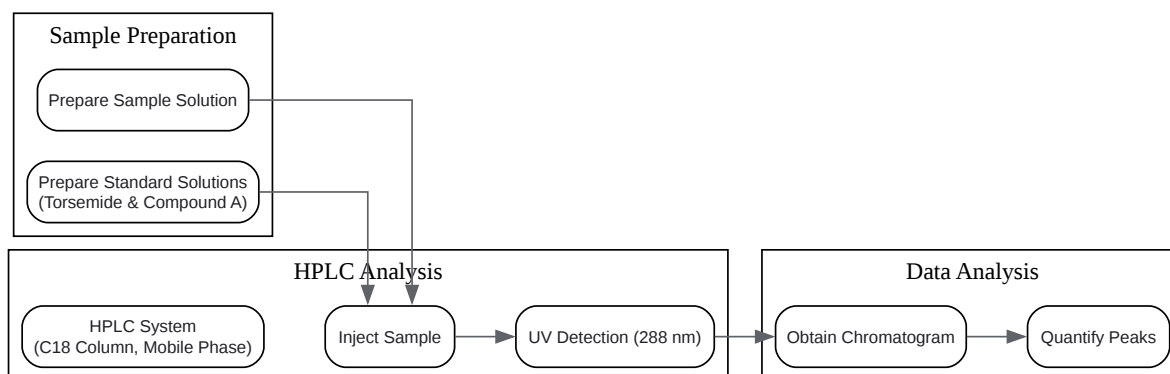 Sample Preparation
Prepare Sample Solution
Prepare Standard Solutions
(Torsemide & Compound A)
HPLC Analysis
HPLC System
(C18 Column, Mobile Phase)
Inject Sample
UV Detection (288 nm)
Data Analysis
Obtain Chromatogram
Quantify Peaks